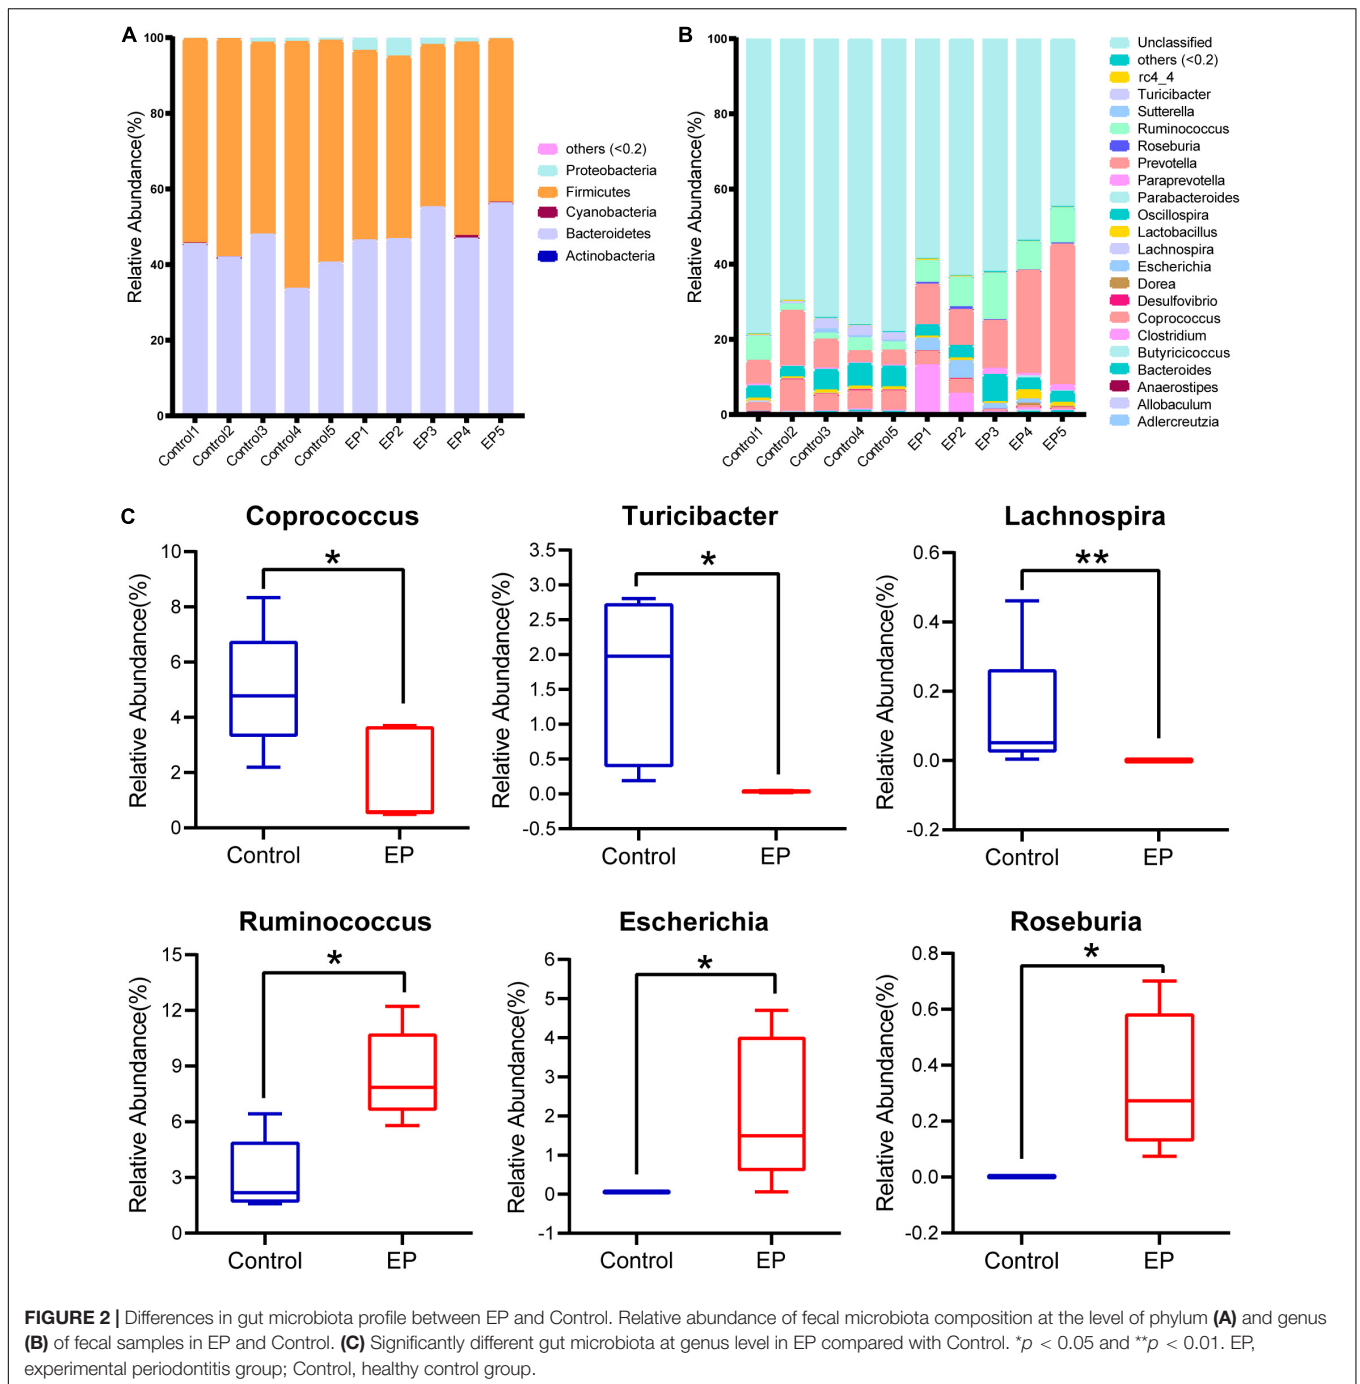 A
100
80
60
40
20
0
Relative Abundance(%)
Control1
Control2
Control3
Control4
Control5
EP1
EP2
EP3
EP4
EP5
others (<0.2)
Proteobacteria
Firmicutes
Cyanobacteria
Bacteroidetes
Actinobacteria
B
100
80
60
40
20
0
Relative Abundance(%)
Control1
Control2
Control3
Control4
Control5
EP1
EP2
EP3
EP4
EP5
Unclassified
others (<0.2)
rc4_4
Turicibacter
Sutterella
Ruminococcus
Roseburia
Prevotella
Paraprevotella
Parabacteroides
Oscillospira
Lactobacillus
Lachnospira
Escherichia
Dorea
Desulfovibrio
Coprococcus
Clostridium
Butyricicoccus
Bacteroides
Anaerostipes
Allobaculum
Adlercreutzia
C
Coprococcus
*
10
8
6
4
2
0
Relative Abundance(%)
Control
EP
Turicibacter
*
3.5
3.0
2.5
2.0
1.5
1.0
0.5
0.0
-0.5
Relative Abundance(%)
Control
EP
Lachnospira
**
0.6
0.4
0.2
0.0
-0.2
Relative Abundance(%)
Control
EP
Ruminococcus
*
15
12
9
6
3
0
Relative Abundance(%)
Control
EP
Escherichia
*
6
5
4
3
2
1
0
-1
Relative Abundance(%)
Control
EP
Roseburia
*
0.8
0.6
0.4
0.2
0.0
-0.2
Relative Abundance(%)
Control
EP
FIGURE 2 | Differences in gut microbiota profile between EP and Control. Relative abundance of fecal microbiota composition at the level of phylum (A) and genus
(B) of fecal samples in EP and Control. (C) Significantly different gut microbiota at genus level in EP compared with Control. *p < 0.05 and **p < 0.01. EP,
experimental periodontitis group; Control, healthy control group.